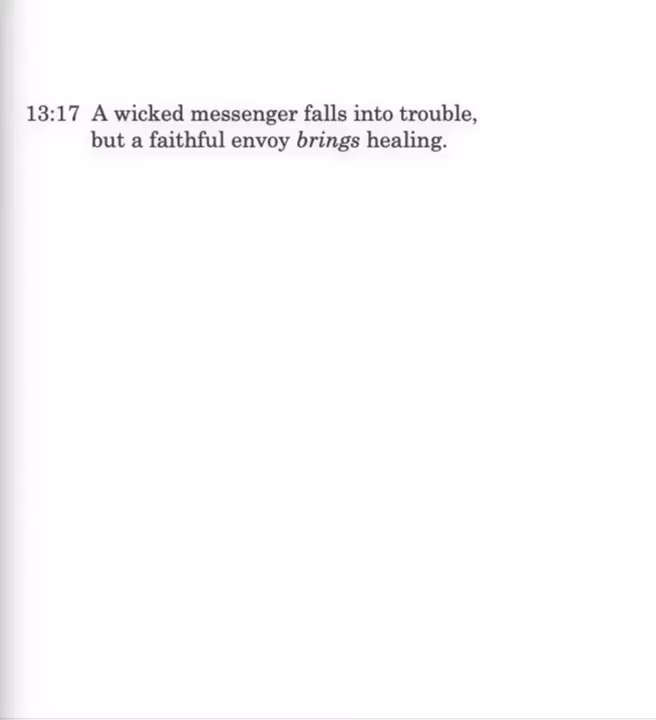 13:17 A wicked messenger falls into trouble,
but a faithful envoy brings healing.